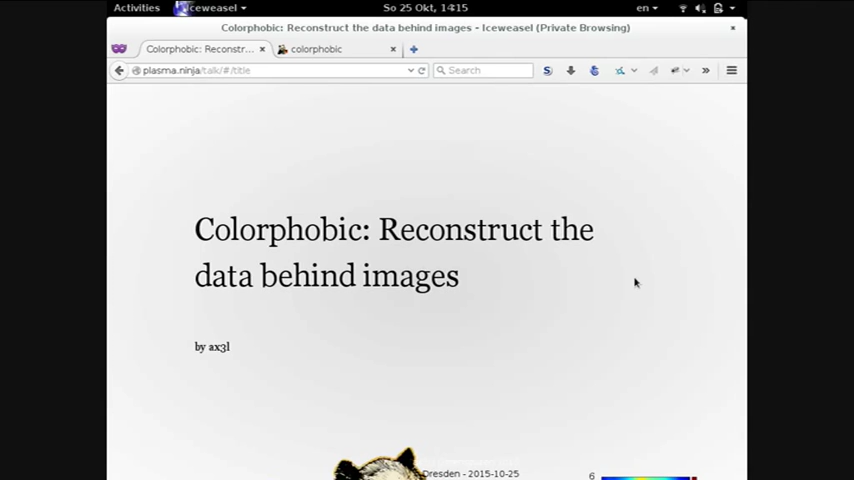 Activities Iceweasel So 25 Okt, 14:15 en
Colorphobic: Reconstruct the data behind images - Iceweasel (Private Browsing)
Colorphobic: Reconstr... × colorphobic ×
plasma.ninja/talk/#/title Search
Colorphobic: Reconstruct the
data behind images
by ax3l
Dresden - 2015-10-25
6